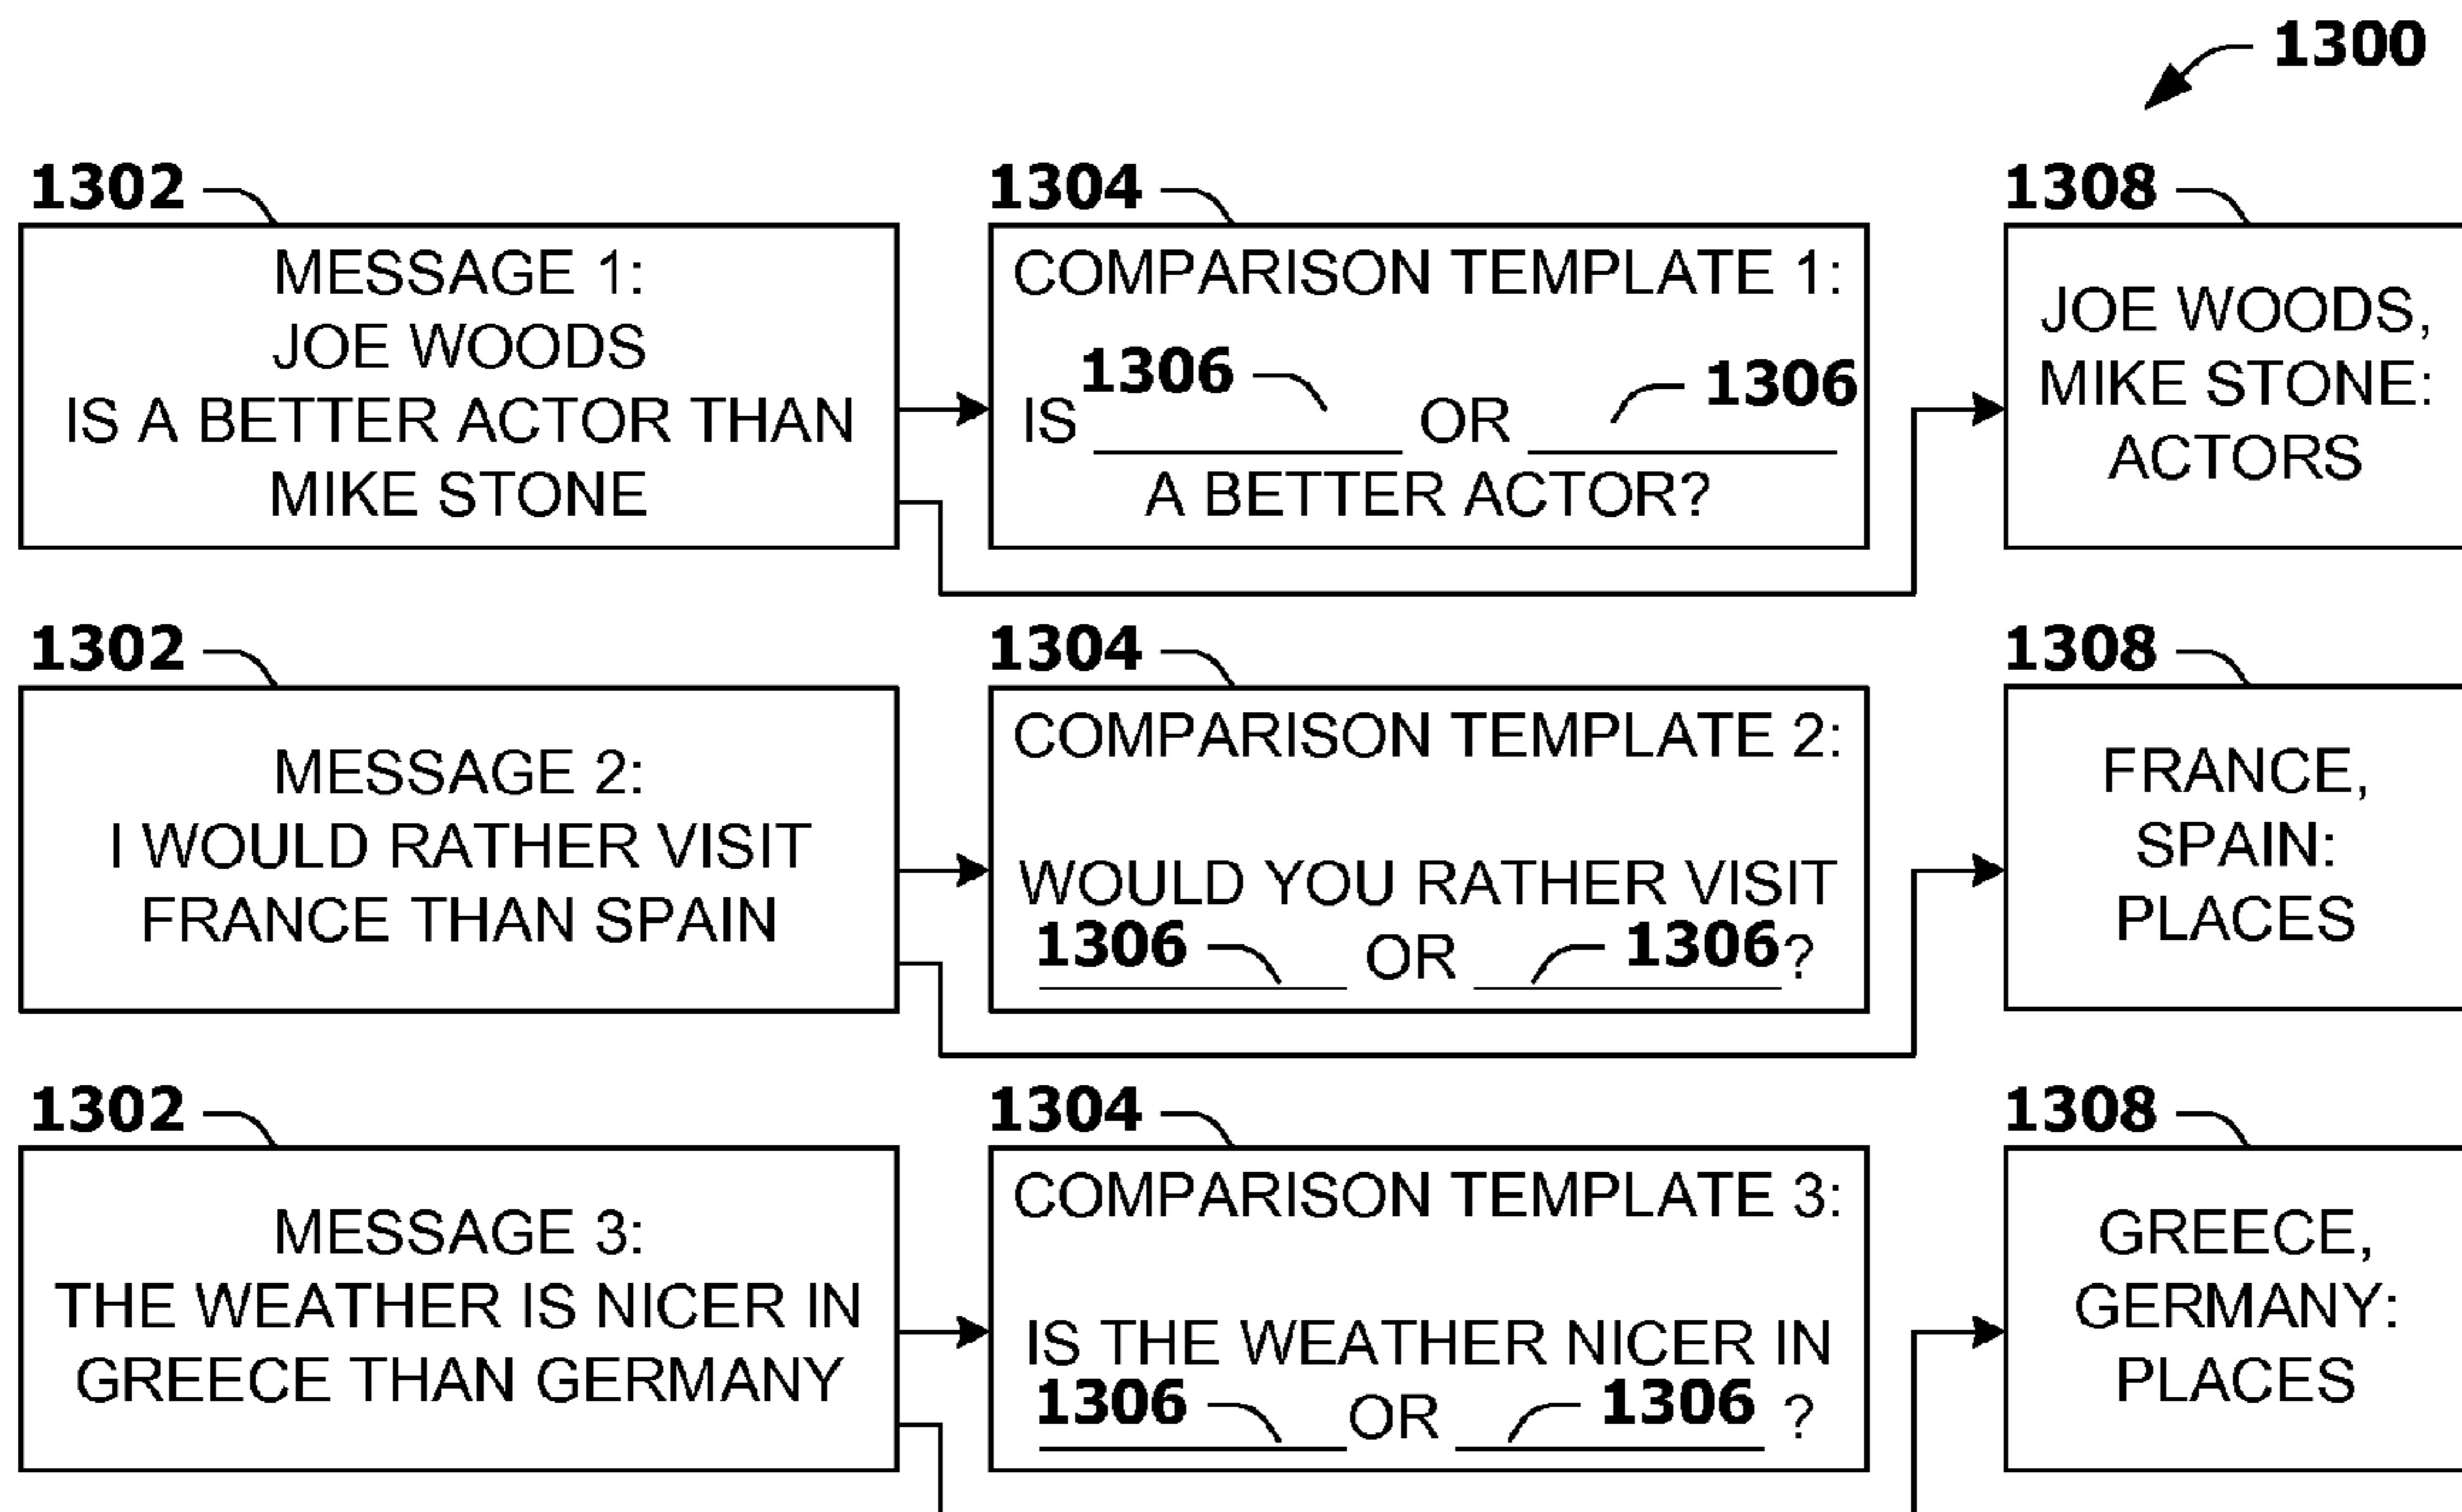 1300
1302
MESSAGE 1:
JOE WOODS
IS A BETTER ACTOR THAN
MIKE STONE
1304
COMPARISON TEMPLATE 1:
1306 1306
IS OR
A BETTER ACTOR?
1308
JOE WOODS,
MIKE STONE:
ACTORS
1302
MESSAGE 2:
I WOULD RATHER VISIT
FRANCE THAN SPAIN
1304
COMPARISON TEMPLATE 2:
WOULD YOU RATHER VISIT
1306 OR 1306?
1308
FRANCE,
SPAIN:
PLACES
1302
MESSAGE 3:
THE WEATHER IS NICER IN
GREECE THAN GERMANY
1304
COMPARISON TEMPLATE 3:
IS THE WEATHER NICER IN
1306 OR 1306 ?
1308
GREECE,
GERMANY:
PLACES